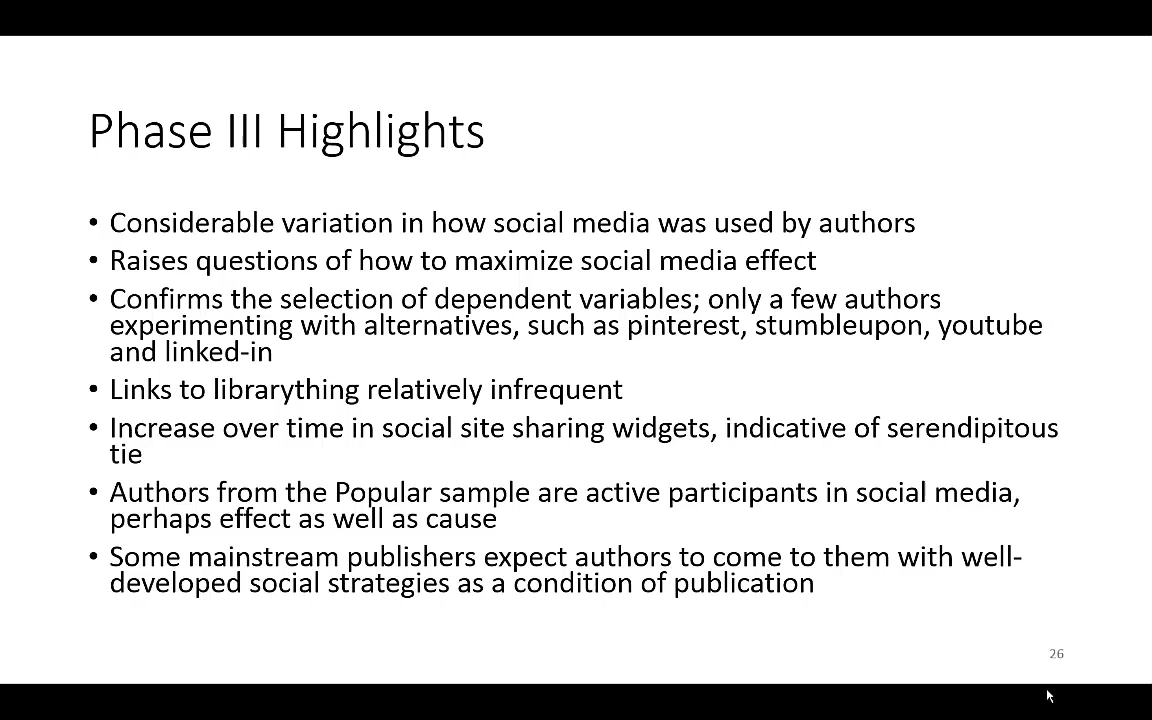 Phase III Highlights
• Considerable variation in how social media was used by authors
• Raises questions of how to maximize social media effect
• Confirms the selection of dependent variables; only a few authors
experimenting with alternatives, such as pinterest, stumbleupon, youtube
and linked-in
• Links to librarything relatively infrequent
• Increase over time in social site sharing widgets, indicative of serendipitous
tie
• Authors from the Popular sample are active participants in social media,
perhaps effect as well as cause
• Some mainstream publishers expect authors to come to them with well-
developed social strategies as a condition of publication
26